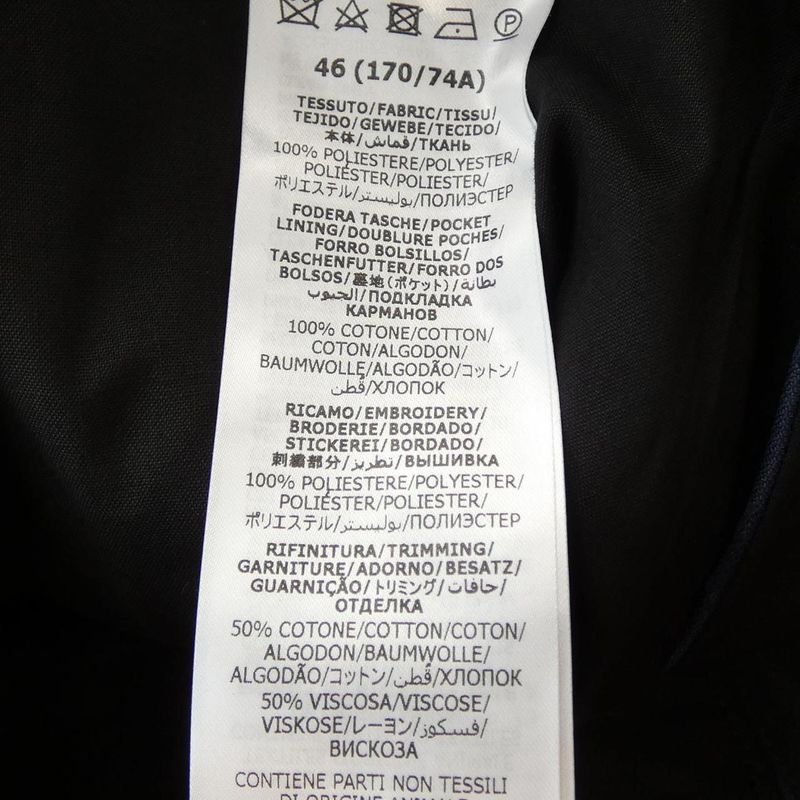 P
46 (170/74A)
TESSUTO/FABRIC/TISSU/
TEJIDO/GEWEBE/TECIDO/
本体/قماش/ТКАНЬ
100% POLIESTERE/POLYESTER/
POLIÉSTER/POLIESTER/
ポリエステル/بوليستر/ПОЛИЭСТЕР
FODERA TASCHE/POCKET
LINING/DOUBLURE POCHES/
FORRO BOLSILLOS/
TASCHENFUTTER/FORRO DOS
BOLSOS/裏地(ポケット)/بطانة
الجيوب/ПОДКЛАДКА
КАРМАНОВ
100% COTONE/COTTON/
COTON/ALGODON/
BAUMWOLLE/ALGODÃO/コットン/
قُطن/ХЛОПОК
RICAMO/EMBROIDERY/
BRODERIE/BORDADO/
STICKEREI/BORDADO/
刺繍部分/تطريز/ВЫШИВКА
100% POLIESTERE/POLYESTER/
POLIÉSTER/POLIESTER/
ポリエステル/بوليستر/ПОЛИЭСТЕР
RIFINITURA/TRIMMING/
GARNITURE/ADORNO/BESATZ/
GUARNIÇÃO/トリミング/حافات/
ОТДЕЛКА
50% COTONE/COTTON/COTON/
ALGODON/BAUMWOLLE/
ALGODÃO/コットン/قُطن/ХЛОПОК
50% VISCOSA/VISCOSE/
VISKOSE/レーヨン/فسكوز/
ВИСКОЗА
CONTIENE PARTI NON TESSILI
DI ORIGINE